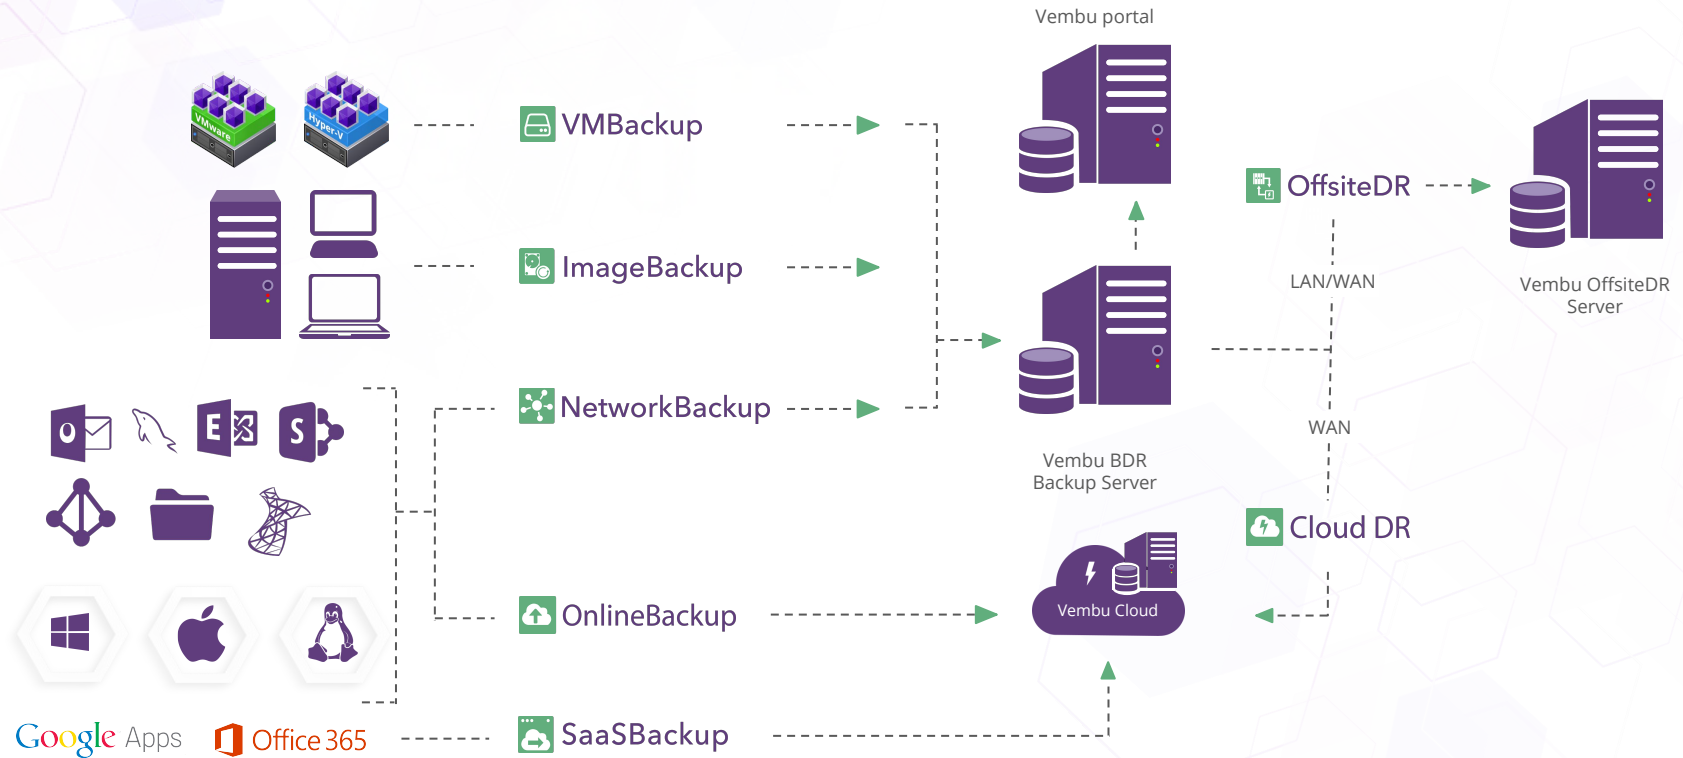 Vembu portal
VMware
Hyper-V
VMBackup
OffsiteDR
ImageBackup
LAN/WAN
Vembu OffsiteDR
Server
NetworkBackup
WAN
Vembu BDR
Backup Server
O
E
S
Cloud DR
OnlineBackup
Vembu Cloud
Google Apps
Office 365
SaaSBackup